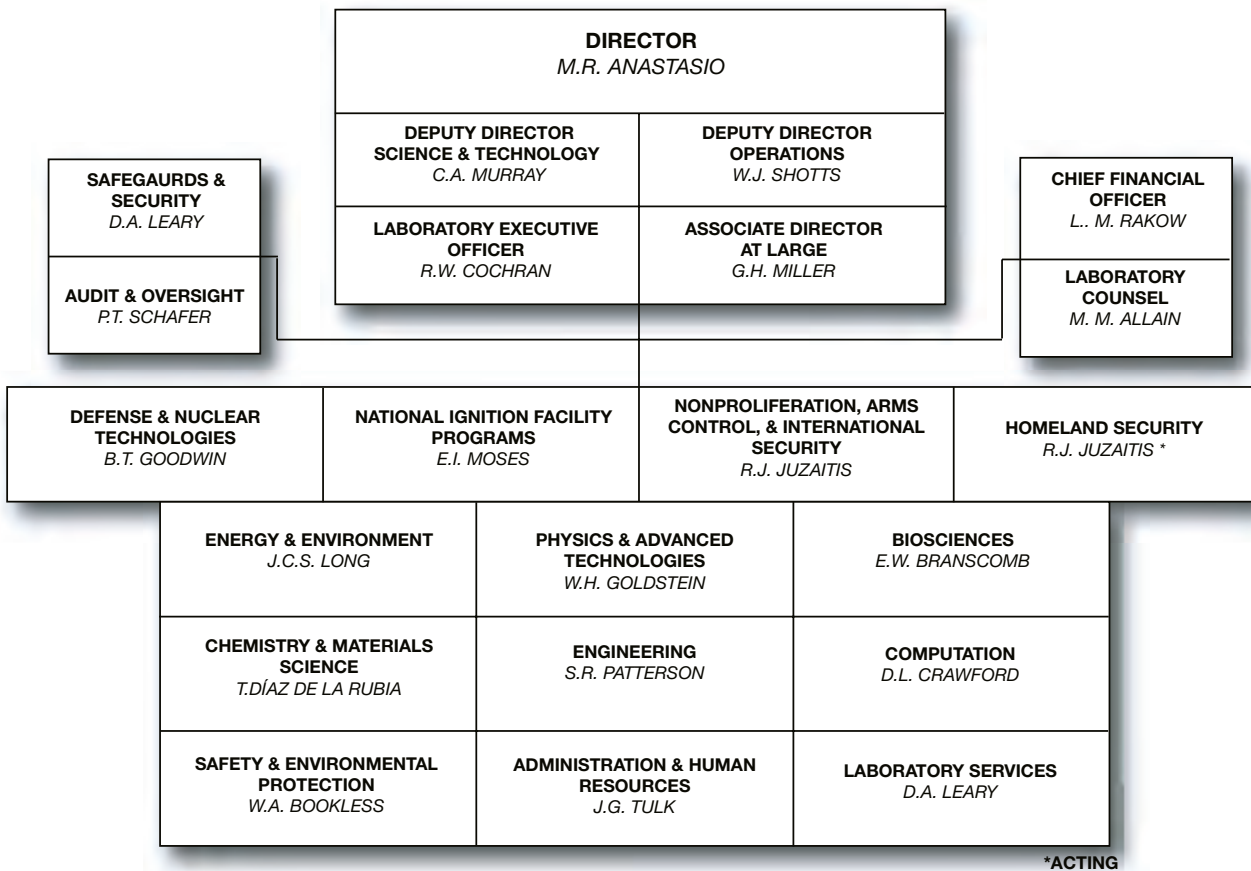 DIRECTOR
M.R. ANASTASIO
DEPUTY DIRECTOR
SCIENCE & TECHNOLOGY
C.A. MURRAY
DEPUTY DIRECTOR
OPERATIONS
W.J. SHOTTS
LABORATORY EXECUTIVE
OFFICER
R.W. COCHRAN
ASSOCIATE DIRECTOR
AT LARGE
G.H. MILLER
SAFEGAURDS &
SECURITY
D.A. LEARY
AUDIT & OVERSIGHT
P.T. SCHAFER
CHIEF FINANCIAL
OFFICER
L.. M. RAKOW
LABORATORY
COUNSEL
M. M. ALLAIN
DEFENSE & NUCLEAR
TECHNOLOGIES
B.T. GOODWIN
NATIONAL IGNITION FACILITY
PROGRAMS
E.I. MOSES
NONPROLIFERATION, ARMS
CONTROL, & INTERNATIONAL
SECURITY
R.J. JUZAITIS
HOMELAND SECURITY
R.J. JUZAITIS *
ENERGY & ENVIRONMENT
J.C.S. LONG
PHYSICS & ADVANCED
TECHNOLOGIES
W.H. GOLDSTEIN
BIOSCIENCES
E.W. BRANSCOMB
CHEMISTRY & MATERIALS
SCIENCE
T.DÍAZ DE LA RUBIA
ENGINEERING
S.R. PATTERSON
COMPUTATION
D.L. CRAWFORD
SAFETY & ENVIRONMENTAL
PROTECTION
W.A. BOOKLESS
ADMINISTRATION & HUMAN
RESOURCES
J.G. TULK
LABORATORY SERVICES
D.A. LEARY
*ACTING